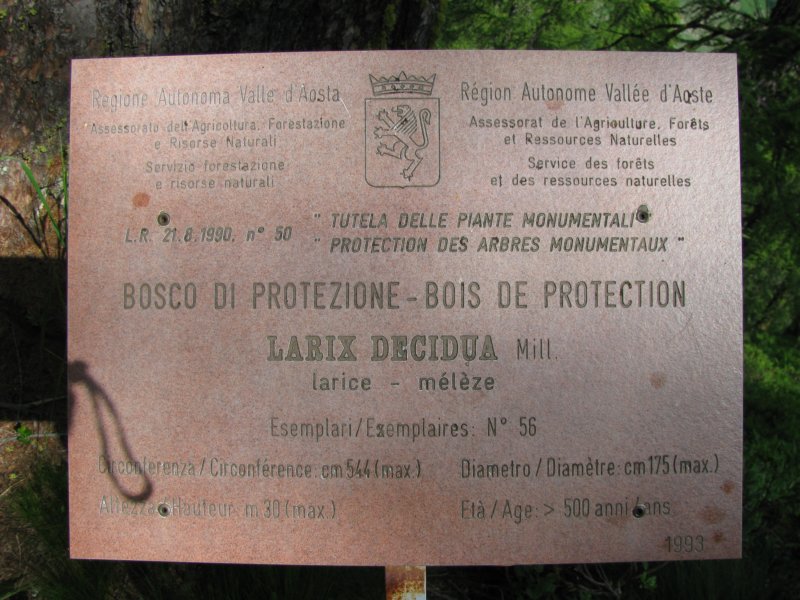 Regione Autonoma Valle d'Aosta
Assessorato dell'Agricoltura, Forestazione
e Risorse Naturali
Servizio forestazione
e risorse naturali
Région Autonome Vallée d'Aoste
Assessorat de l'Agriculture, Forêts
et Ressources Naturelles
Service des forêts
et des ressources naturelles
L.R. 21.8.1990, n° 50
" TUTELA DELLE PIANTE MONUMENTALI "
" PROTECTION DES ARBRES MONUMENTAUX "
BOSCO DI PROTEZIONE - BOIS DE PROTECTION
LARIX DECIDUA Mill.
larice - mélèze
Esemplari/Exemplaires: N° 56
Circonferenza/Circonférence: cm 544 (max.)
Diametro/Diamètre: cm 175 (max.)
Altezza/Hauteur: m 30 (max.)
Età/Age: > 500 anni/ans
1993